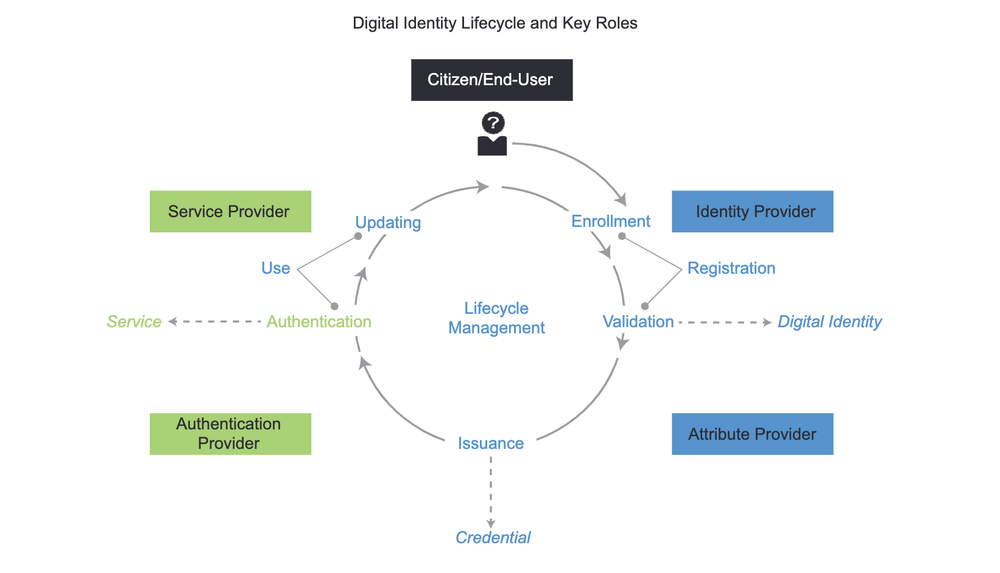 Digital Identity Lifecycle and Key Roles
Citizen/End-User
?
Service Provider
Identity Provider
Updating
Enrollment
Use
Registration
Lifecycle
Management
Service
Authentication
Validation
Digital Identity
Authentication
Provider
Attribute Provider
Issuance
Credential